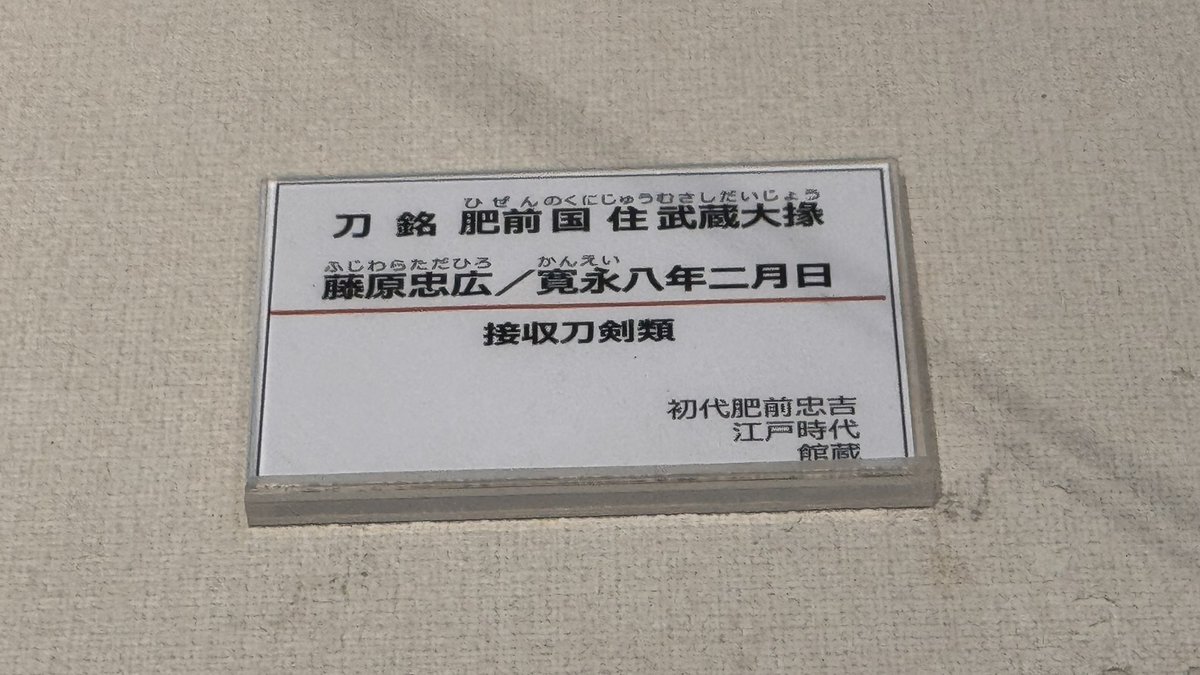 ひぜんのくにじゅうむさしだいじょう
刀 銘 肥前国 住 武蔵大掾
ふじわらただひろ かんえい
藤原忠広／寛永八年二月日
接収刀剣類
初代肥前忠吉
江戸時代
館蔵